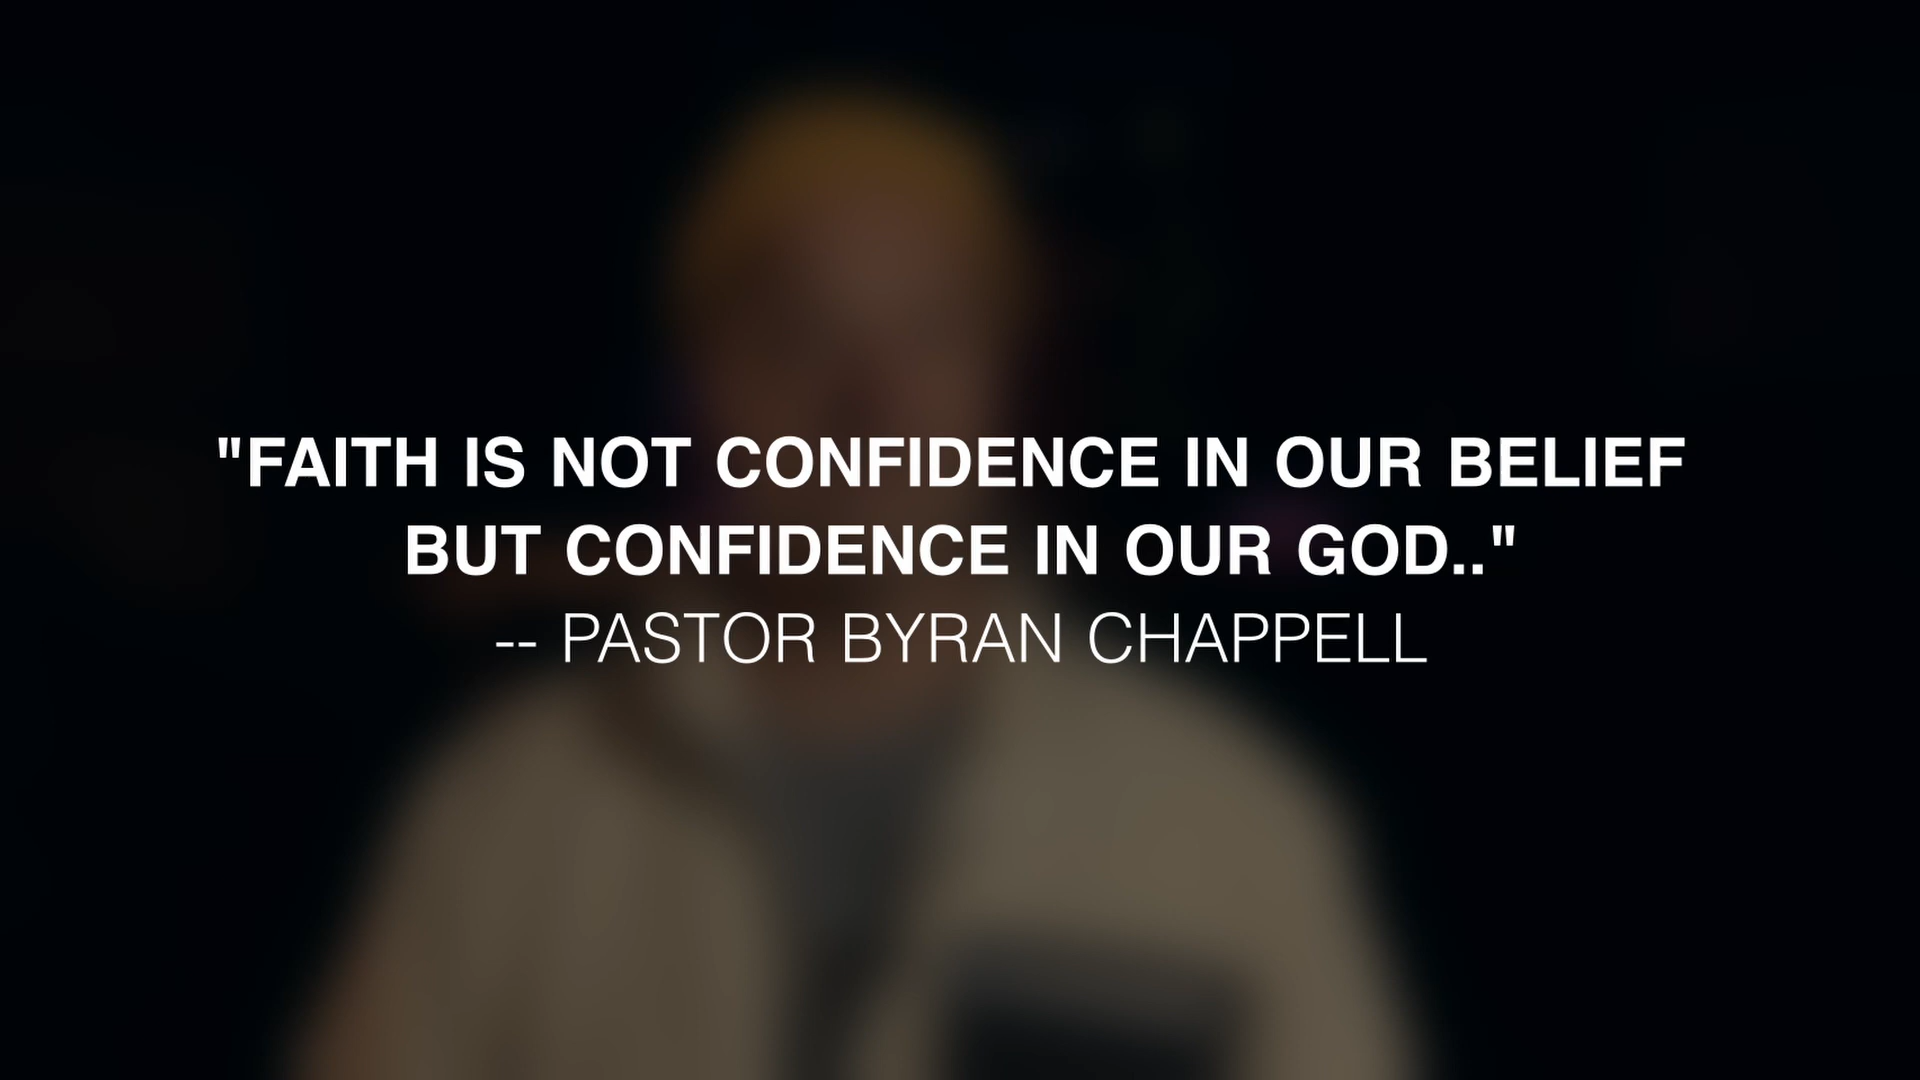 "FAITH IS NOT CONFIDENCE IN OUR BELIEF
BUT CONFIDENCE IN OUR GOD.."
-- PASTOR BYRAN CHAPPELL